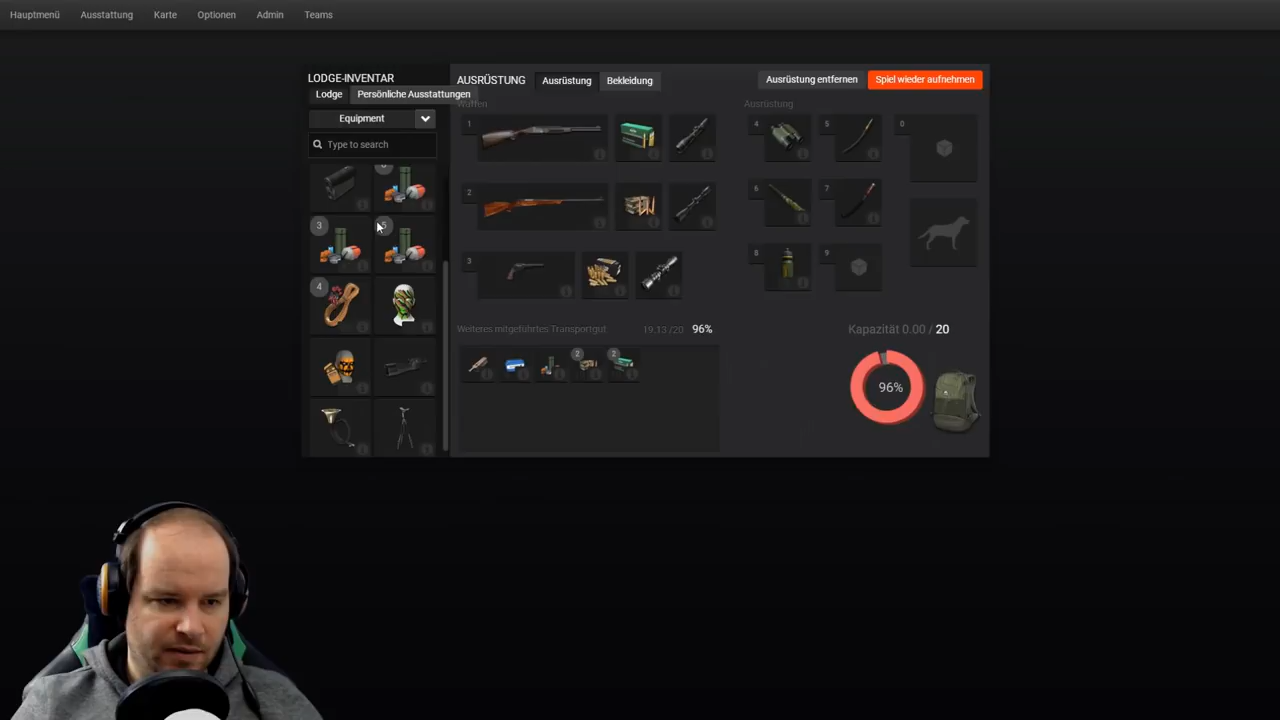 Hauptmenü Ausstattung Karte Optionen Admin Teams
LODGE-INVENTAR
Lodge Persönliche Ausstattungen
Equipment
Type to search
3 5
4
AUSRÜSTUNG Ausrüstung Bekleidung Ausrüstung entfernen Spiel wieder aufnehmen
Waffen Ausrüstung
1 4 5 0
2 6 7
3 8 9
Weiteres mitgeführtes Transportgut 19.13 /20 96% Kapazität 0.00 / 20
2 2
96%